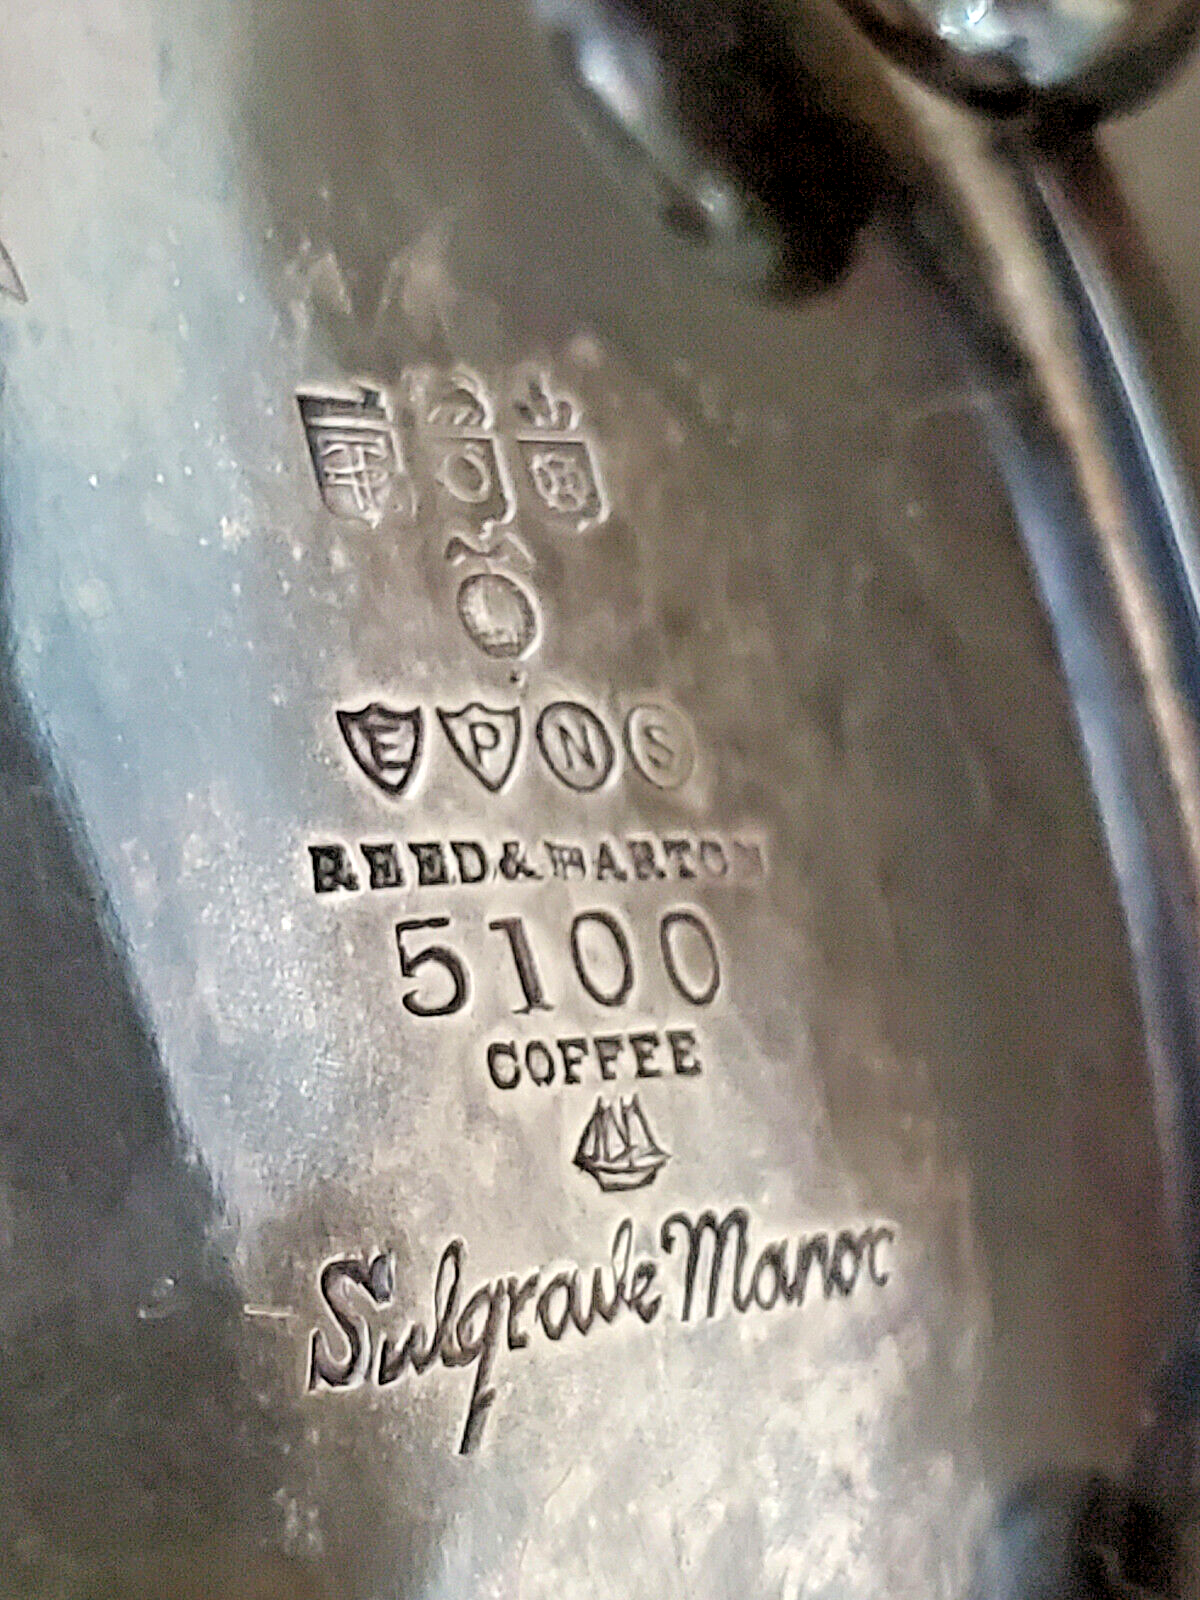 E P N S
REED & BARTON
5100
COFFEE
Sulgrave Manor